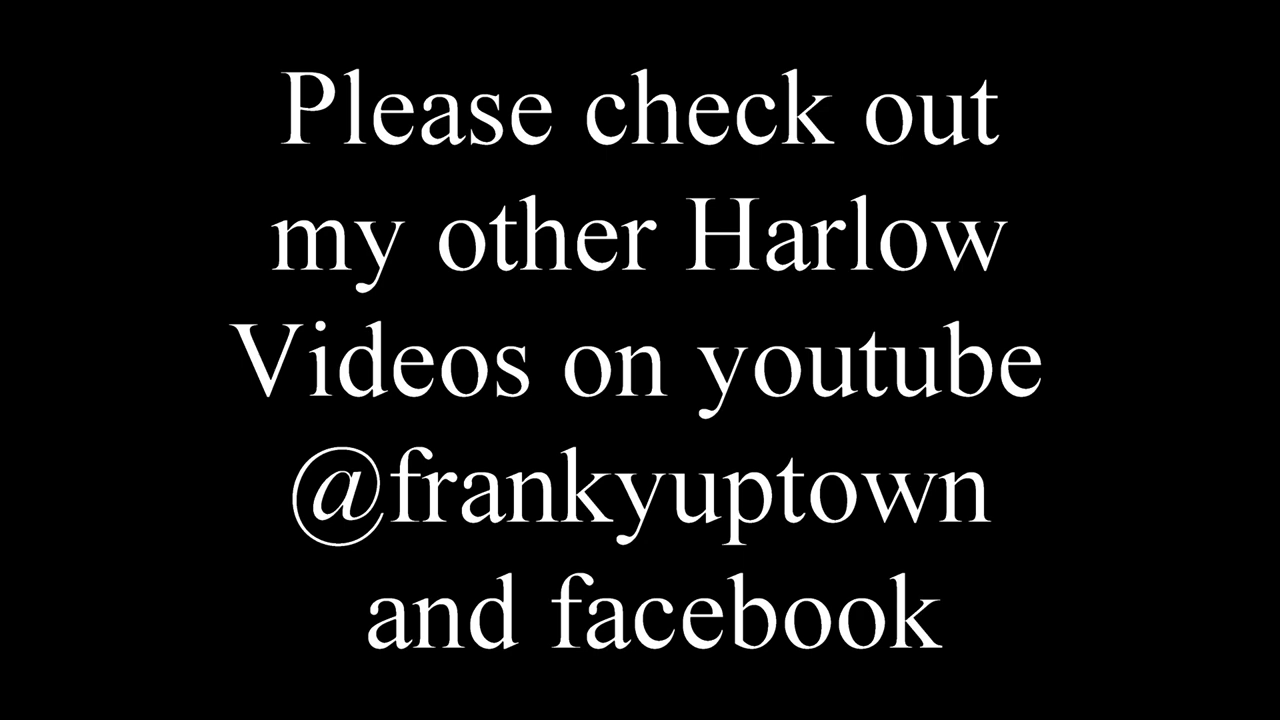 Please check out
my other Harlow
Videos on youtube
@frankyuptown
and facebook